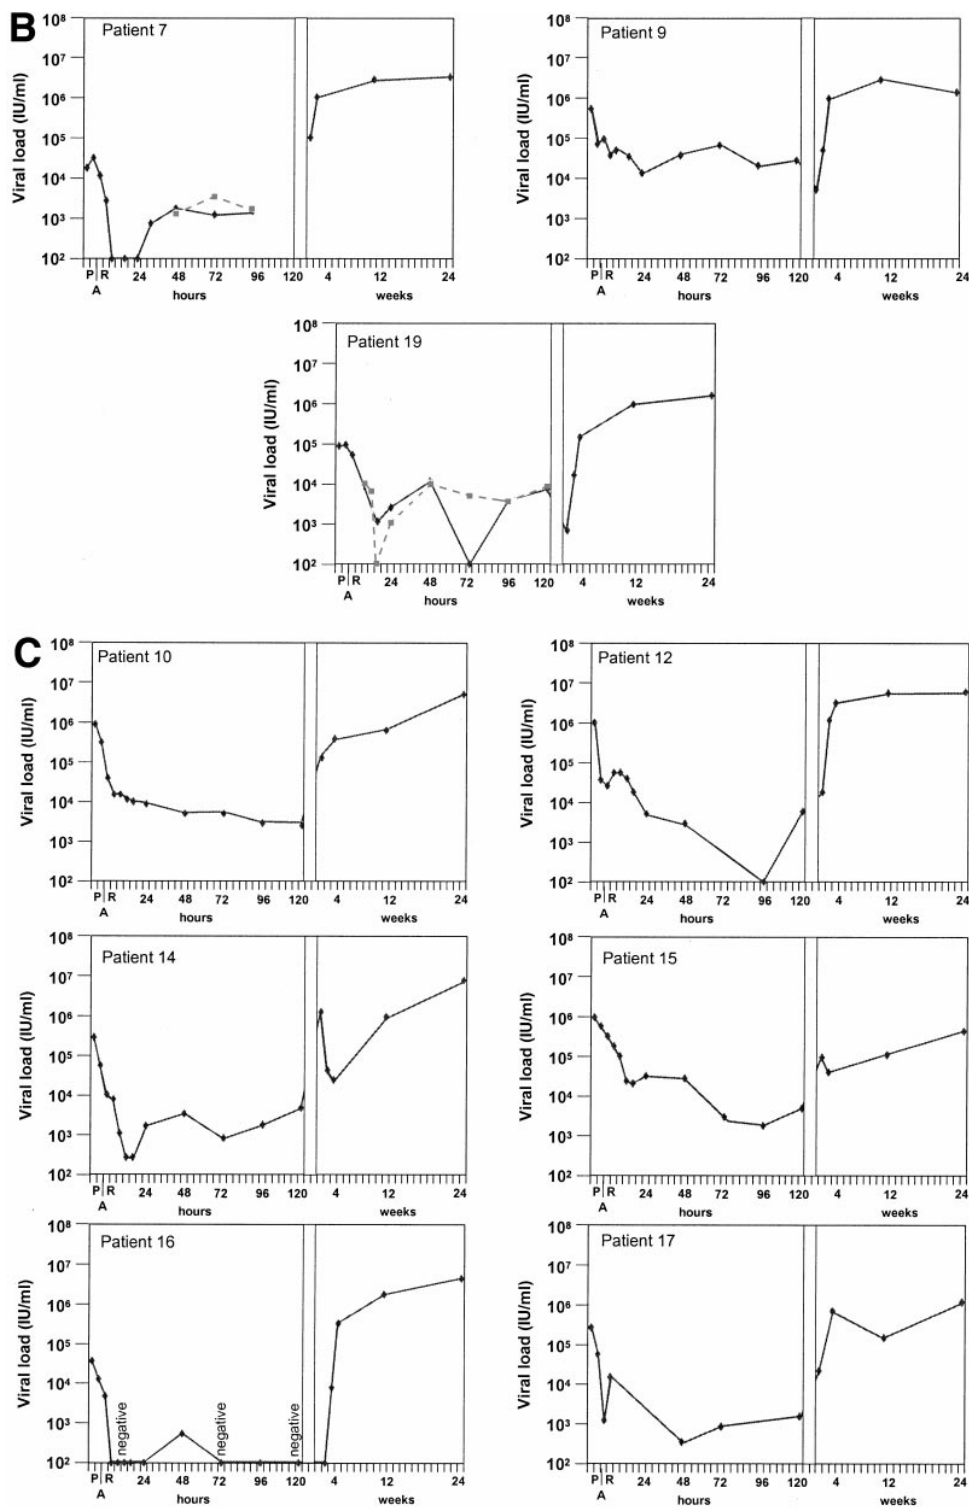 B
Patient 7
Viral load (IU/ml)
10⁸
10⁷
10⁶
10⁵
10⁴
10³
10²
P R 24 48 72 96 120 4 12 24
A
hours weeks
Patient 9
Viral load (IU/ml)
10⁸
10⁷
10⁶
10⁵
10⁴
10³
10²
P R 24 48 72 96 120 4 12 24
A
hours weeks
Patient 19
Viral load (IU/ml)
10⁸
10⁷
10⁶
10⁵
10⁴
10³
10²
P R 24 48 72 96 120 4 12 24
A
hours weeks
C
Patient 10
Viral load (IU/ml)
10⁸
10⁷
10⁶
10⁵
10⁴
10³
10²
P R 24 48 72 96 120 4 12 24
A
hours weeks
Patient 12
Viral load (IU/ml)
10⁸
10⁷
10⁶
10⁵
10⁴
10³
10²
P R 24 48 72 96 120 4 12 24
A
hours weeks
Patient 14
Viral load (IU/ml)
10⁸
10⁷
10⁶
10⁵
10⁴
10³
10²
P R 24 48 72 96 120 4 12 24
A
hours weeks
Patient 15
Viral load (IU/ml)
10⁸
10⁷
10⁶
10⁵
10⁴
10³
10²
P R 24 48 72 96 120 4 12 24
A
hours weeks
Patient 16
Viral load (IU/ml)
10⁸
10⁷
10⁶
10⁵
10⁴
10³
10²
negative
negative
negative
P R 24 48 72 96 120 4 12 24
A
hours weeks
Patient 17
Viral load (IU/ml)
10⁸
10⁷
10⁶
10⁵
10⁴
10³
10²
P R 24 48 72 96 120 4 12 24
A
hours weeks